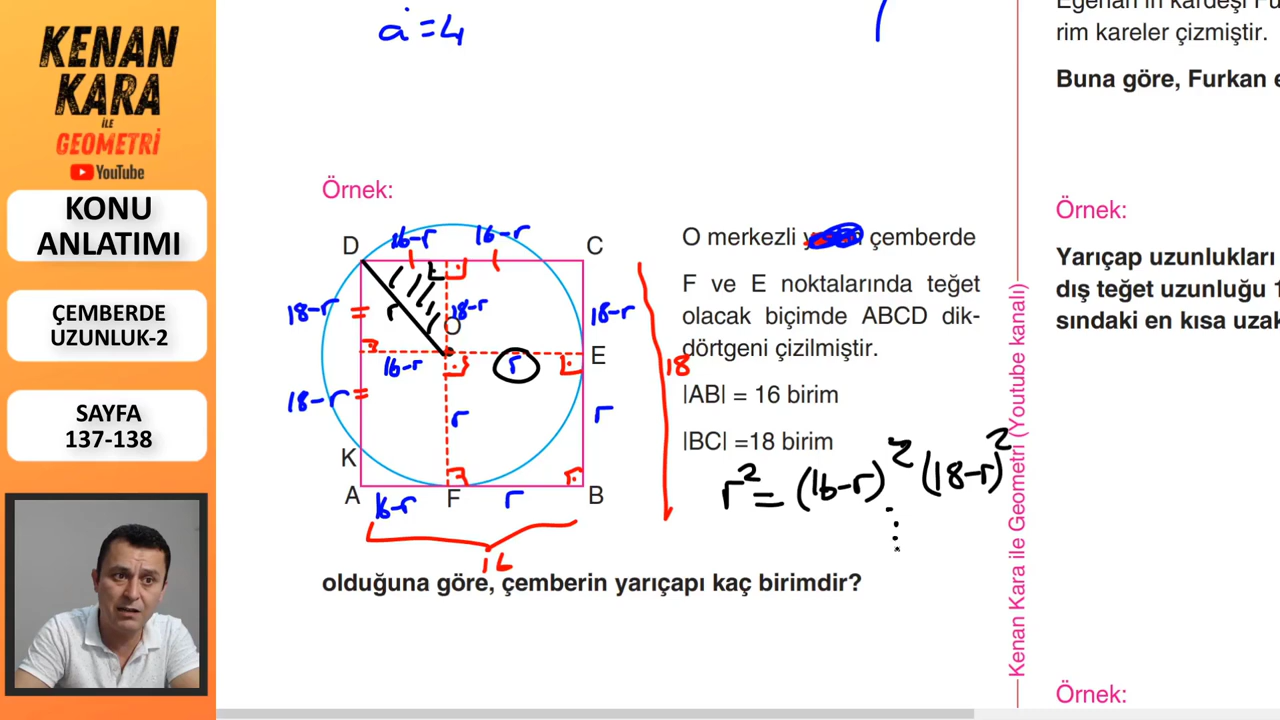 KENAN
KARA
İLE
GEOMETRİ
YouTube
KONU
ANLATIMI
ÇEMBERDE
UZUNLUK-2
SAYFA
137-138
a=4
Örnek:
D
16-r
16-r
C
18-r
r
18-r
18-r
O
E
16-r
r
18-r
r
r
K
A
16-r
F
r
B
16
18
O merkezli çemberde
F ve E noktalarında teğet
olacak biçimde ABCD dik-
dörtgeni çizilmiştir.
|AB| = 16 birim
|BC| =18 birim
r² = (16-r)² (18-r)²
olduğuna göre, çemberin yarıçapı kaç birimdir?
Kenan Kara ile Geometri (Youtube kanalı)
rim kareler çizmiştir.
Buna göre, Furkan e
Örnek:
Yarıçap uzunlukları
dış teğet uzunluğu 1
sındaki en kısa uzak
Örnek: